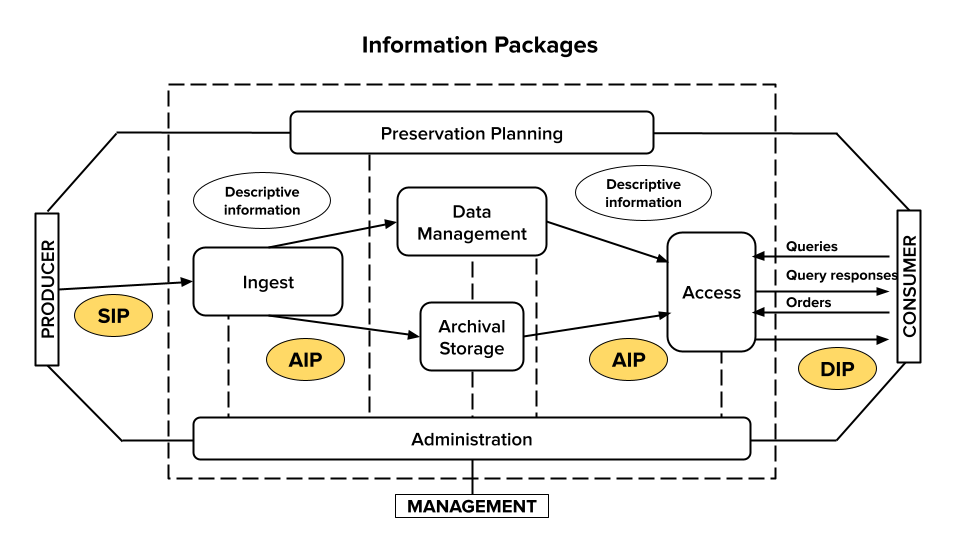 Information Packages
Preservation Planning
Descriptive
information
Descriptive
information
Data
Management
PRODUCER
Ingest
Access
Queries
Query responses
Orders
CONSUMER
SIP
Archival
Storage
AIP
AIP
DIP
Administration
MANAGEMENT